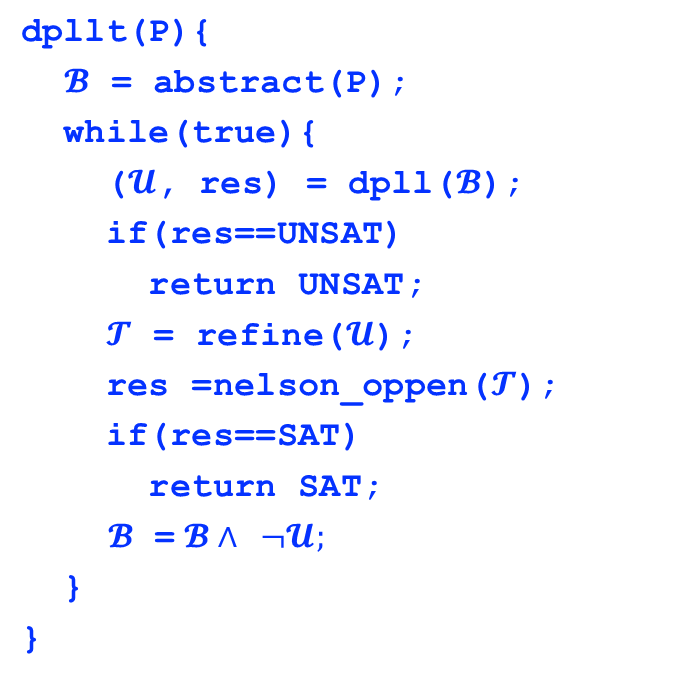 dpllt(P){
ℬ = abstract(P);
while(true){
(𝒰, res) = dpll(ℬ);
if(res==UNSAT)
return UNSAT;
𝒯 = refine(𝒰);
res =nelson_oppen(𝒯);
if(res==SAT)
return SAT;
ℬ =ℬ∧ ¬𝒰;
}
}